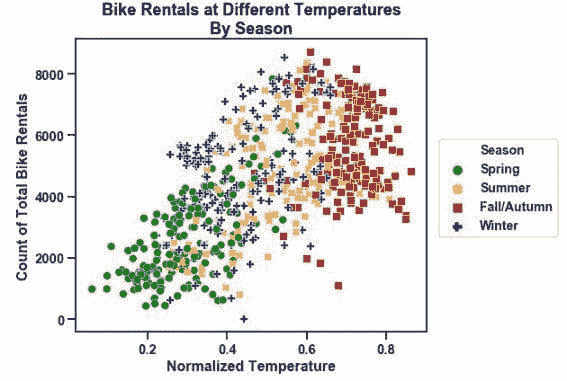 Bike Rentals at Different Temperatures
By Season
8000
6000
4000
2000
0
Count of Total Bike Rentals
0.2 0.4 0.6 0.8
Normalized Temperature
Season
Spring
Summer
Fall/Autumn
Winter